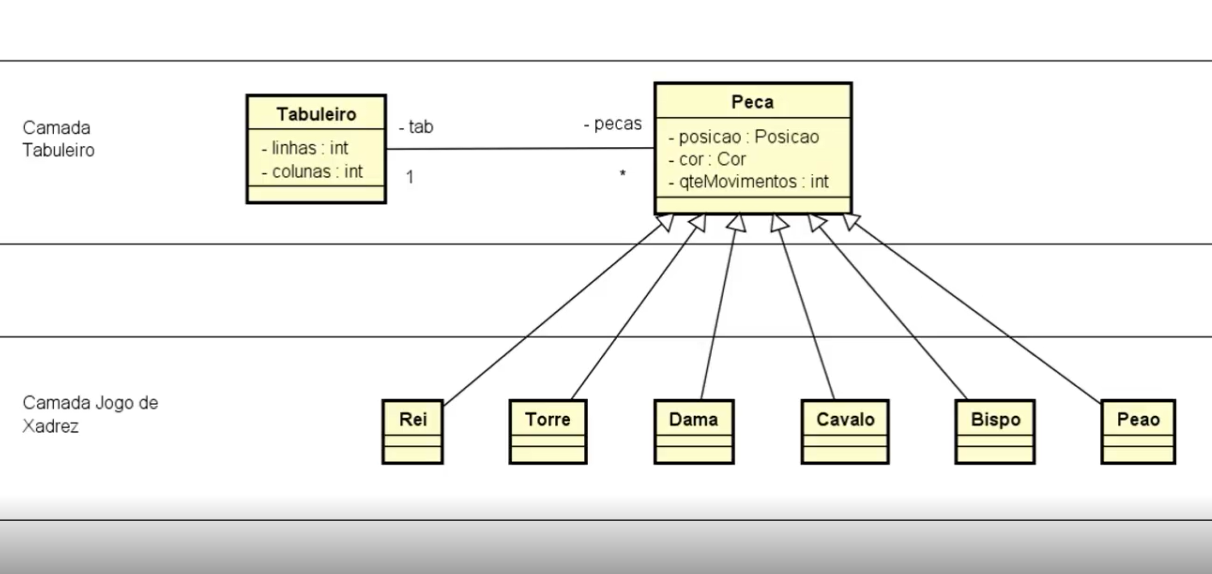 Camada
Tabuleiro
Tabuleiro
- linhas : int
- colunas : int
- tab
1
- pecas
*
Peca
- posicao : Posicao
- cor : Cor
- qteMovimentos : int
Camada Jogo de
Xadrez
Rei
Torre
Dama
Cavalo
Bispo
Peao